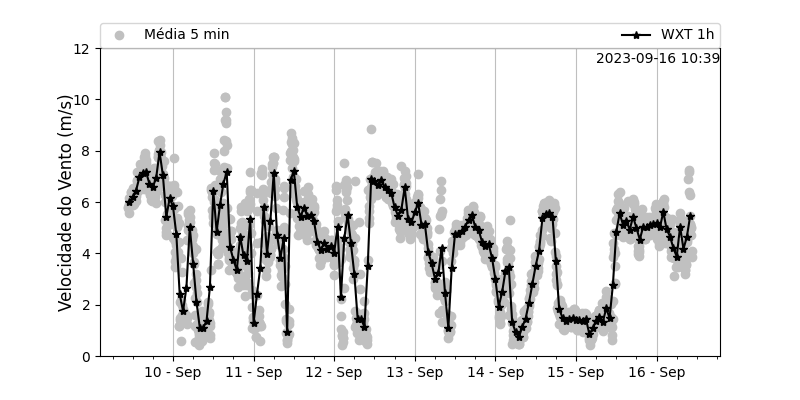 Média 5 min
WXT 1h
2023-09-16 10:39
Velocidade do Vento (m/s)
12
10
8
6
4
2
0
10 - Sep
11 - Sep
12 - Sep
13 - Sep
14 - Sep
15 - Sep
16 - Sep